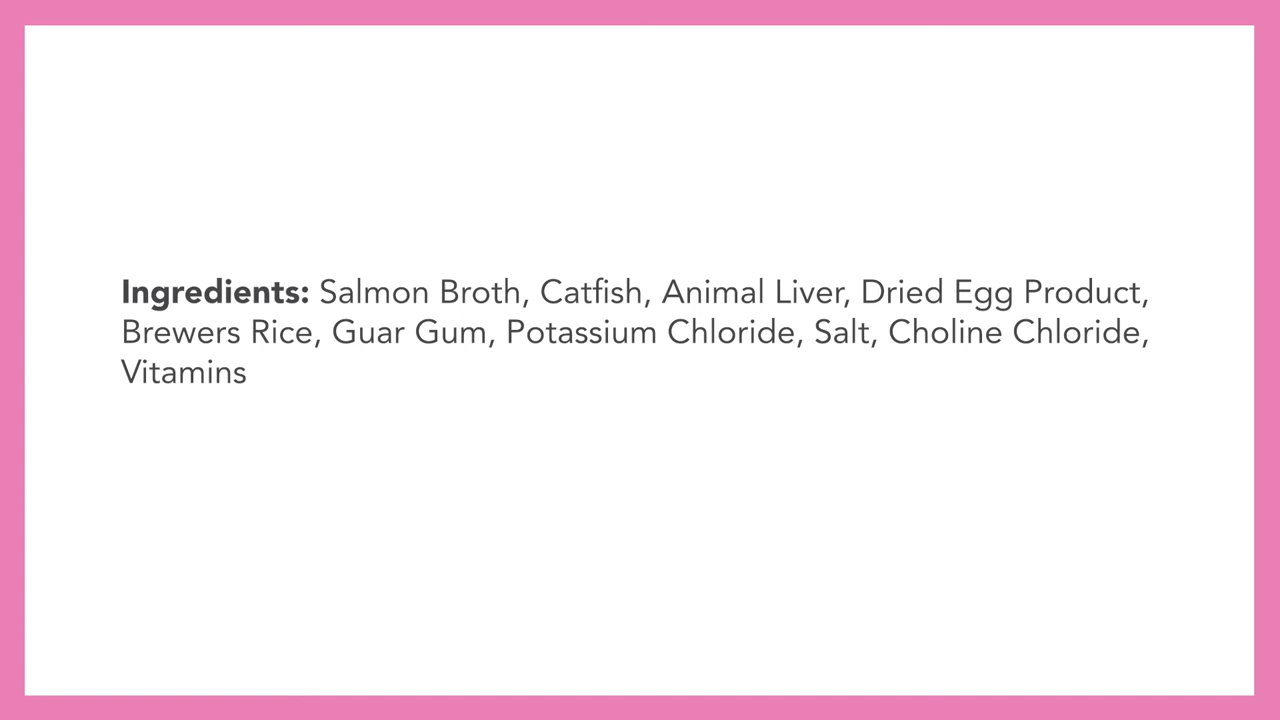 Ingredients: Salmon Broth, Catfish, Animal Liver, Dried Egg Product,
Brewers Rice, Guar Gum, Potassium Chloride, Salt, Choline Chloride,
Vitamins